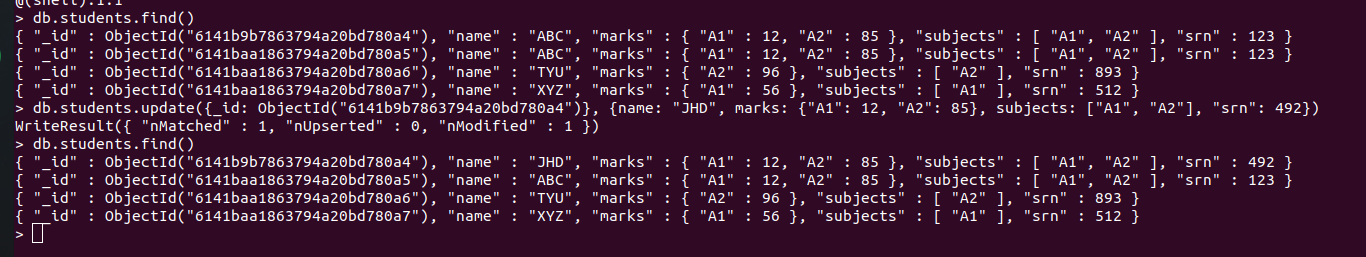 @(shell):1:1
> db.students.find()
{ "_id" : ObjectId("6141b9b7863794a20bd780a4"), "name" : "ABC", "marks" : { "A1" : 12, "A2" : 85 }, "subjects" : [ "A1", "A2" ], "srn" : 123 }
{ "_id" : ObjectId("6141baa1863794a20bd780a5"), "name" : "ABC", "marks" : { "A1" : 12, "A2" : 85 }, "subjects" : [ "A1", "A2" ], "srn" : 123 }
{ "_id" : ObjectId("6141baa1863794a20bd780a6"), "name" : "TYU", "marks" : { "A2" : 96 }, "subjects" : [ "A2" ], "srn" : 893 }
{ "_id" : ObjectId("6141baa1863794a20bd780a7"), "name" : "XYZ", "marks" : { "A1" : 56 }, "subjects" : [ "A1" ], "srn" : 512 }
> db.students.update({_id: ObjectId("6141b9b7863794a20bd780a4")}, {name: "JHD", marks: {"A1": 12, "A2": 85}, subjects: ["A1", "A2"], "srn": 492})
WriteResult({ "nMatched" : 1, "nUpserted" : 0, "nModified" : 1 })
> db.students.find()
{ "_id" : ObjectId("6141b9b7863794a20bd780a4"), "name" : "JHD", "marks" : { "A1" : 12, "A2" : 85 }, "subjects" : [ "A1", "A2" ], "srn" : 492 }
{ "_id" : ObjectId("6141baa1863794a20bd780a5"), "name" : "ABC", "marks" : { "A1" : 12, "A2" : 85 }, "subjects" : [ "A1", "A2" ], "srn" : 123 }
{ "_id" : ObjectId("6141baa1863794a20bd780a6"), "name" : "TYU", "marks" : { "A2" : 96 }, "subjects" : [ "A2" ], "srn" : 893 }
{ "_id" : ObjectId("6141baa1863794a20bd780a7"), "name" : "XYZ", "marks" : { "A1" : 56 }, "subjects" : [ "A1" ], "srn" : 512 }
>